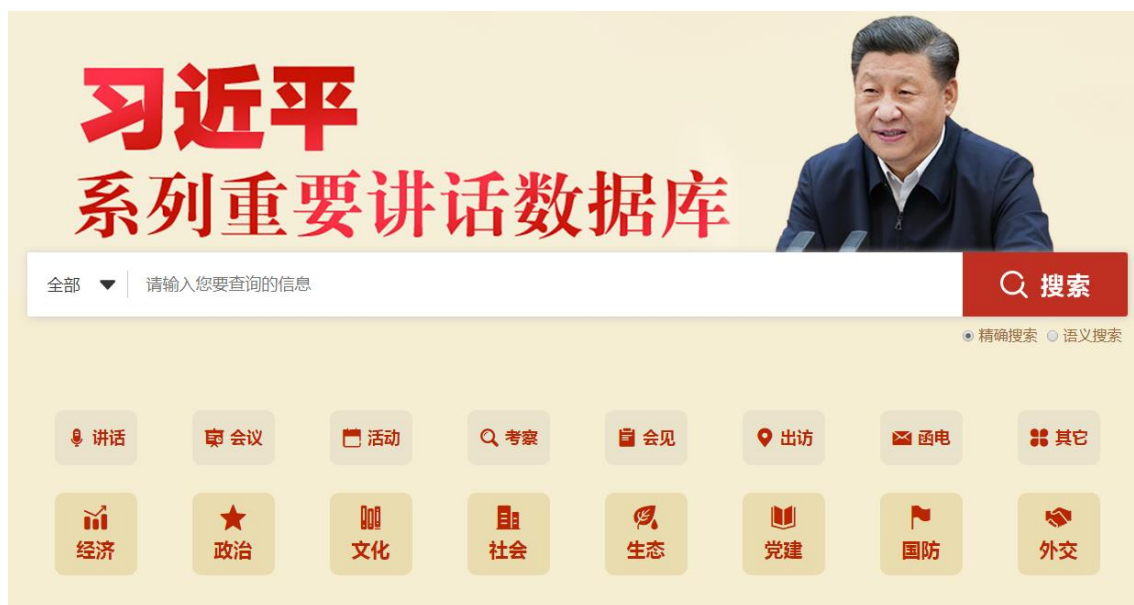 习近平
系列重要讲话数据库
全部 请输入您要查询的信息 搜索
精确搜索 语义搜索
讲话 会议 活动 考察 会见 出访 函电 其它
经济 政治 文化 社会 生态 党建 国防 外交